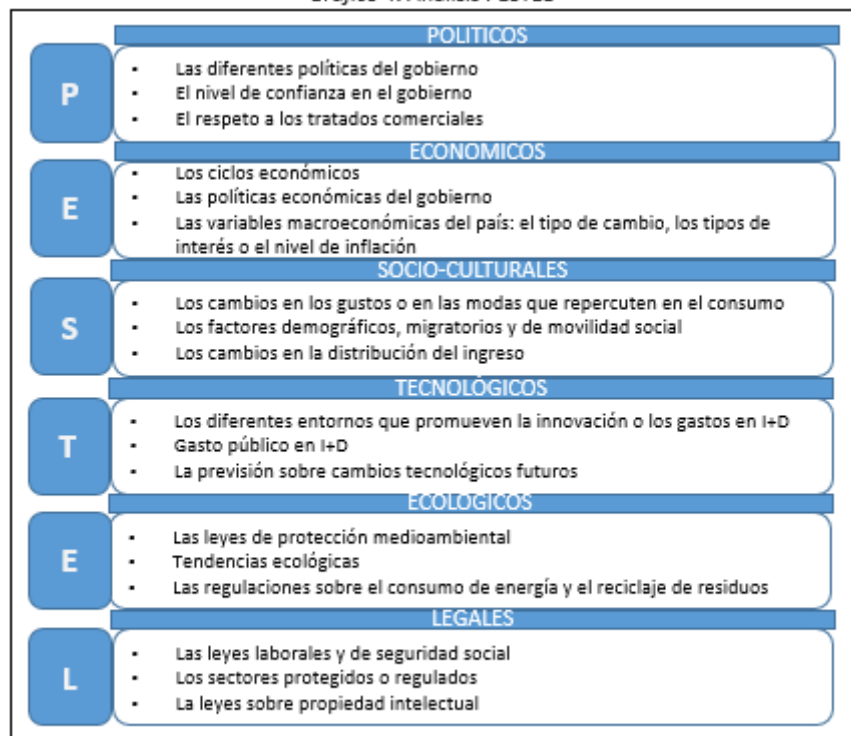 POLITICOS
P
▪ Las diferentes políticas del gobierno
▪ El nivel de confianza en el gobierno
▪ El respeto a los tratados comerciales
ECONOMICOS
E
▪ Los ciclos económicos
▪ Las políticas económicas del gobierno
▪ Las variables macroeconómicas del país: el tipo de cambio, los tipos de
interés o el nivel de inflación
SOCIO-CULTURALES
S
▪ Los cambios en los gustos o en las modas que repercuten en el consumo
▪ Los factores demográficos, migratorios y de movilidad social
▪ Los cambios en la distribución del ingreso
TECNOLÓGICOS
T
▪ Los diferentes entornos que promueven la innovación o los gastos en I+D
▪ Gasto público en I+D
▪ La previsión sobre cambios tecnológicos futuros
ECOLOGICOS
E
▪ Las leyes de protección medioambiental
▪ Tendencias ecológicas
▪ Las regulaciones sobre el consumo de energía y el reciclaje de residuos
LEGALES
L
▪ Las leyes laborales y de seguridad social
▪ Los sectores protegidos o regulados
▪ La leyes sobre propiedad intelectual